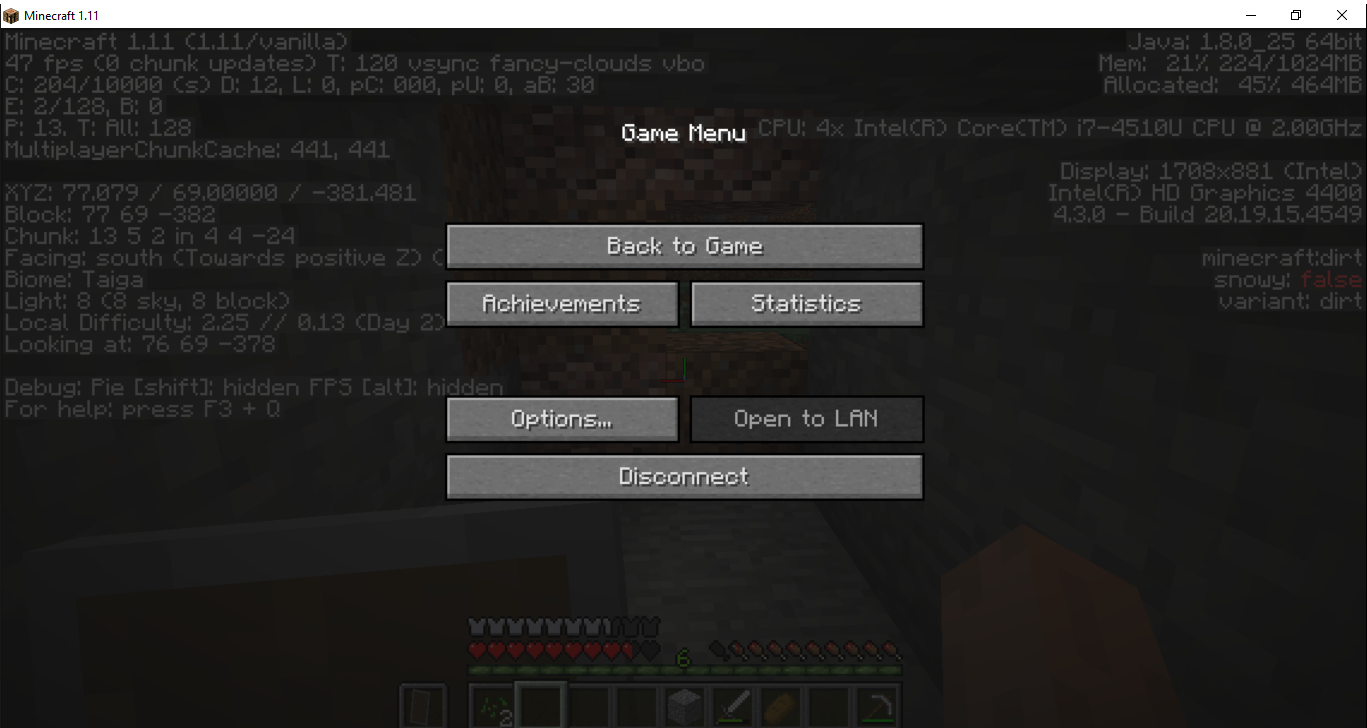 Minecraft 1.11
Minecraft 1.11 (1.11/vanilla)
47 fps (0 chunk updates) T: 120 vsync fancy-clouds vbo
C: 204/10000 (s) D: 12, L: 0, pC: 000, pU: 0, aB: 30
E: 2/128, B: 0
P: 13. T: All: 128
MultiplayerChunkCache: 441, 441
XYZ: 77.079 / 69.00000 / -381.481
Block: 77 69 -382
Chunk: 13 5 2 in 4 4 -24
Facing: south (Towards positive Z) (
Biome: Taiga
Light: 8 (8 sky, 8 block)
Local Difficulty: 2.25 // 0.13 (Day 2)
Looking at: 76 69 -378
Debug: Pie [shift]: hidden FPS [alt]: hidden
For help: press F3 + Q
Java: 1.8.0_25 64bit
Mem: 21% 224/1024MB
Allocated: 45% 464MB
CPU: 4x Intel(R) Core(TM) i7-4510U CPU @ 2.00GHz
Display: 1708x881 (Intel)
Intel(R) HD Graphics 4400
4.3.0 - Build 20.19.15.4549
minecraft:dirt
snowy: false
variant: dirt
Game Menu
Back to Game
Achievements
Statistics
Options...
Open to LAN
Disconnect
6
2